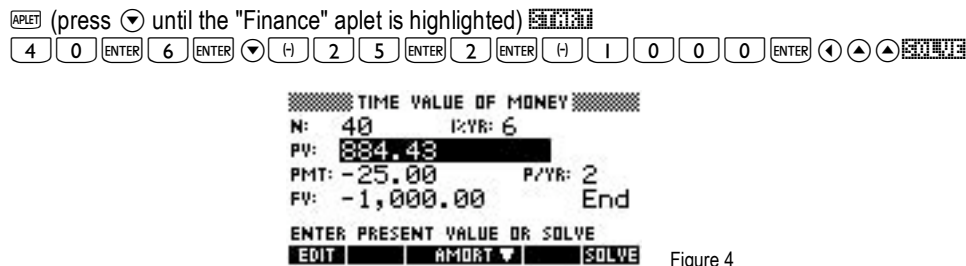 APLET (press ▼ until the "Finance" aplet is highlighted) START
4 0 ENTER 6 ENTER ▼ (-) 2 5 ENTER 2 ENTER (-) 1 0 0 0 ENTER ◀ ▲ ▲ SOLVE
TIME VALUE OF MONEY
N: 40 I%YR: 6
PV: 884.43
PMT: -25.00 P/YR: 2
FV: -1,000.00 End
ENTER PRESENT VALUE OR SOLVE
EDIT AMORT ▼ SOLVE
Figure 4